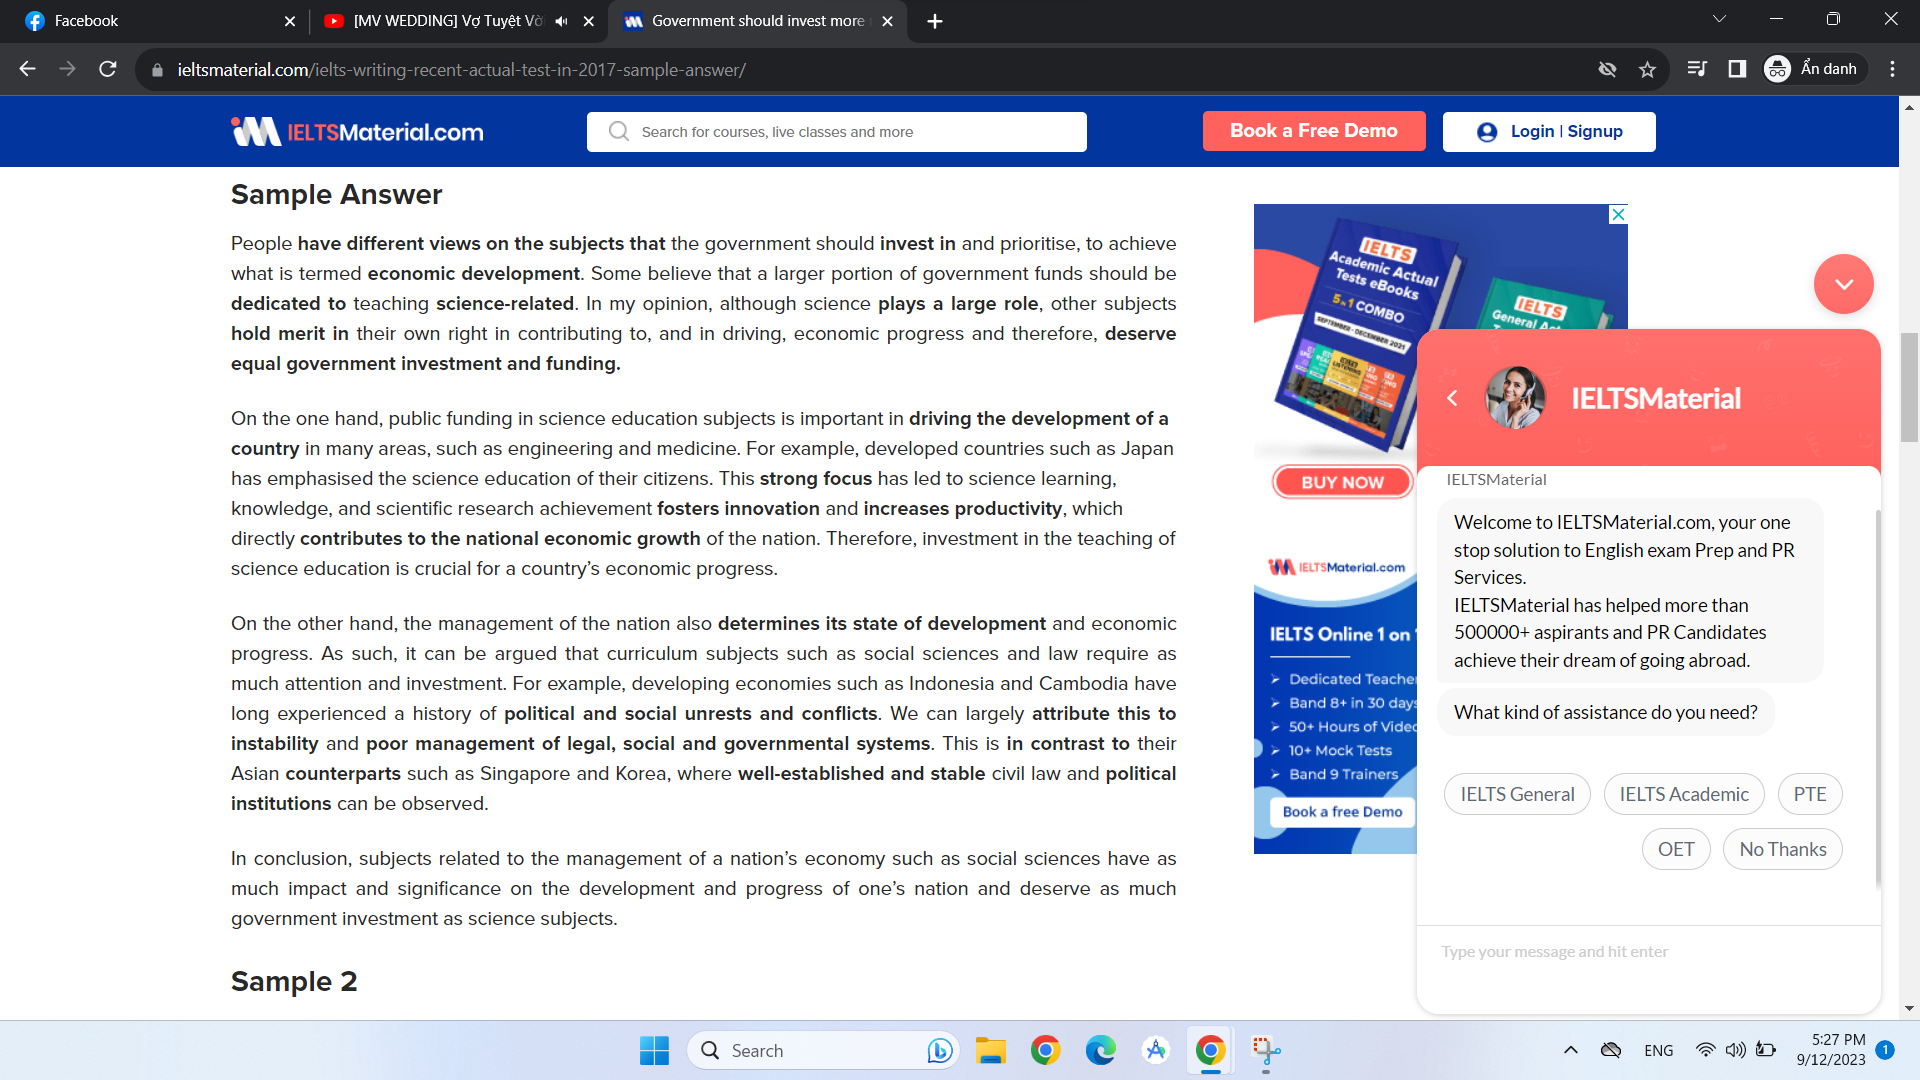 Facebook
[MV WEDDING] Vợ Tuyệt Vờ
Government should invest more
ieltsmaterial.com/ielts-writing-recent-actual-test-in-2017-sample-answer/
Ẩn danh
IELTSMaterial.com
Search for courses, live classes and more
Book a Free Demo
Login | Signup
Sample Answer
People have different views on the subjects that the government should invest in and prioritise, to achieve
what is termed economic development. Some believe that a larger portion of government funds should be
dedicated to teaching science-related. In my opinion, although science plays a large role, other subjects
hold merit in their own right in contributing to, and in driving, economic progress and therefore, deserve
equal government investment and funding.
On the one hand, public funding in science education subjects is important in driving the development of a
country in many areas, such as engineering and medicine. For example, developed countries such as Japan
has emphasised the science education of their citizens. This strong focus has led to science learning,
knowledge, and scientific research achievement fosters innovation and increases productivity, which
directly contributes to the national economic growth of the nation. Therefore, investment in the teaching of
science education is crucial for a country’s economic progress.
On the other hand, the management of the nation also determines its state of development and economic
progress. As such, it can be argued that curriculum subjects such as social sciences and law require as
much attention and investment. For example, developing economies such as Indonesia and Cambodia have
long experienced a history of political and social unrests and conflicts. We can largely attribute this to
instability and poor management of legal, social and governmental systems. This is in contrast to their
Asian counterparts such as Singapore and Korea, where well-established and stable civil law and political
institutions can be observed.
In conclusion, subjects related to the management of a nation’s economy such as social sciences have as
much impact and significance on the development and progress of one’s nation and deserve as much
government investment as science subjects.
Sample 2
IELTS
Academic Actual
Tests eBooks
5 in 1 COMBO
SEPTEMBER - DECEMBER 2021
IELTS
General Act
BUY NOW
IELTSMaterial.com
IELTS Online 1 on
Dedicated Teache
Band 8+ in 30 days
50+ Hours of Videc
10+ Mock Tests
Band 9 Trainers
Book a free Demo
IELTSMaterial
IELTSMaterial
Welcome to IELTSMaterial.com, your one
stop solution to English exam Prep and PR
Services.
IELTSMaterial has helped more than
500000+ aspirants and PR Candidates
achieve their dream of going abroad.
What kind of assistance do you need?
IELTS General
IELTS Academic
PTE
OET
No Thanks
Type your message and hit enter
Search
ENG
5:27 PM
9/12/2023
1